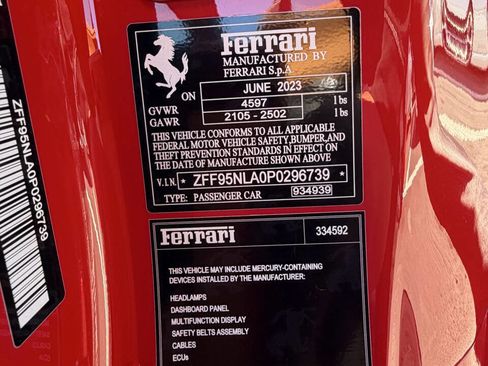 ZFF95NLA0P0296739
Ferrari
MANUFACTURED BY
FERRARI S.p.A.
ON JUNE 2023
GVWR 4597 lbs
GAWR 2105 - 2502 lbs
THIS VEHICLE CONFORMS TO ALL APPLICABLE
FEDERAL MOTOR VEHICLE SAFETY, BUMPER, AND
THEFT PREVENTION STANDARDS IN EFFECT ON
THE DATE OF MANUFACTURE SHOWN ABOVE
V.I.N. * ZFF95NLA0P0296739 *
TYPE: PASSENGER CAR 934939
Ferrari 334592
THIS VEHICLE MAY INCLUDE MERCURY-CONTAINING
DEVICES INSTALLED BY THE MANUFACTURER:
HEADLAMPS
DASHBOARD PANEL
MULTIFUNCTION DISPLAY
SAFETY BELTS ASSEMBLY
CABLES
ECUs